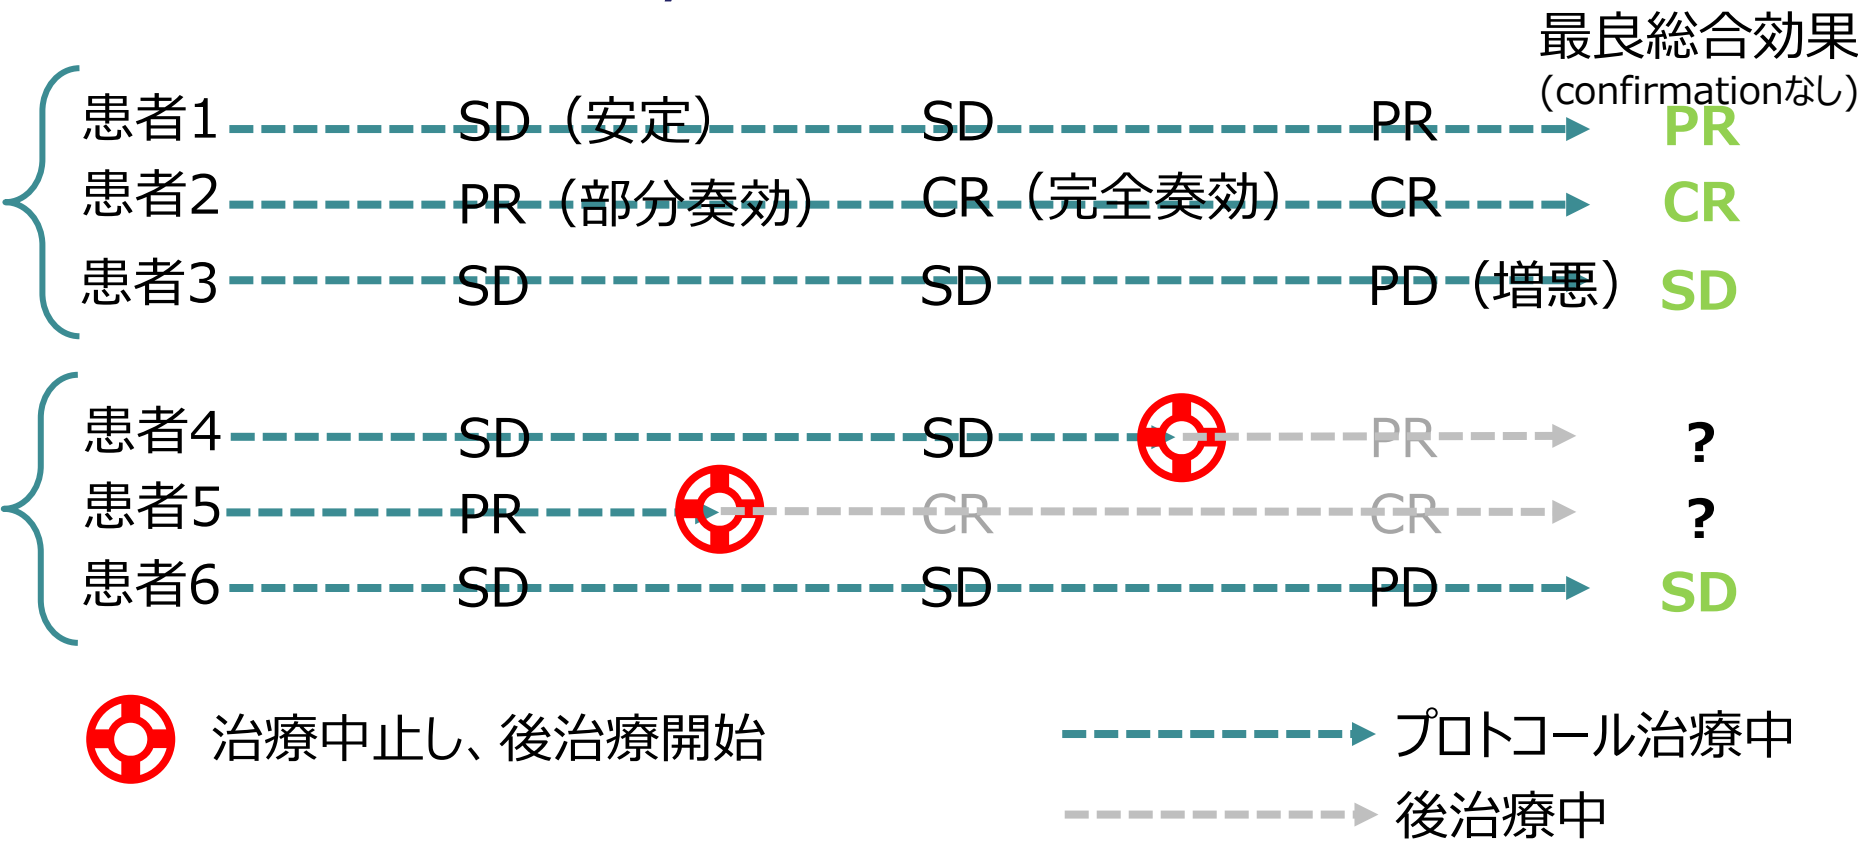 最良総合効果
(confirmationなし)
患者1 SD（安定） SD PR PR
患者2 PR（部分奏効） CR（完全奏効） CR CR
患者3 SD SD PD（増悪） SD
患者4 SD SD PR ?
患者5 PR CR CR ?
患者6 SD SD PD SD
治療中止し、後治療開始
プロトコール治療中
後治療中